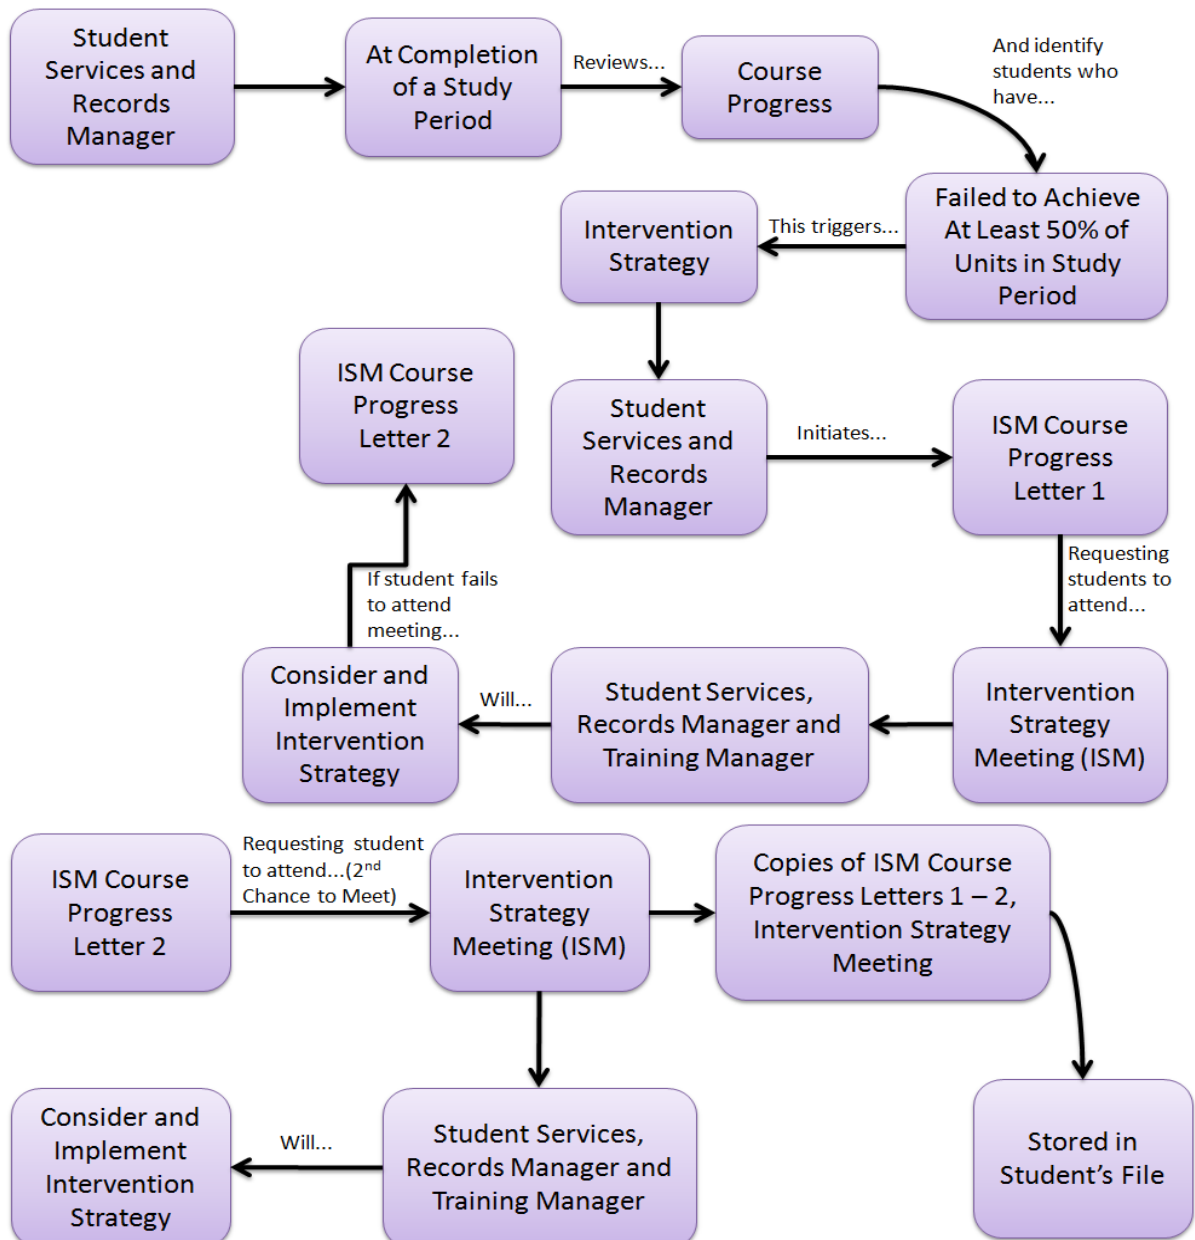 Student
Services and
Records
Manager
At Completion
of a Study
Period
Reviews...
Course
Progress
And identify
students who
have...
Failed to Achieve
At Least 50% of
Units in Study
Period
This triggers...
Intervention
Strategy
Student
Services and
Records
Manager
Initiates...
ISM Course
Progress
Letter 1
Requesting
students to
attend...
Intervention
Strategy
Meeting (ISM)
Student Services,
Records Manager and
Training Manager
Will...
Consider and
Implement
Intervention
Strategy
If student fails
to attend
meeting...
ISM Course
Progress
Letter 2
ISM Course
Progress
Letter 2
Requesting student
to attend...(2nd
Chance to Meet)
Intervention
Strategy
Meeting (ISM)
Copies of ISM Course
Progress Letters 1 – 2,
Intervention Strategy
Meeting
Stored in
Student’s File
Student Services,
Records Manager and
Training Manager
Will...
Consider and
Implement
Intervention
Strategy